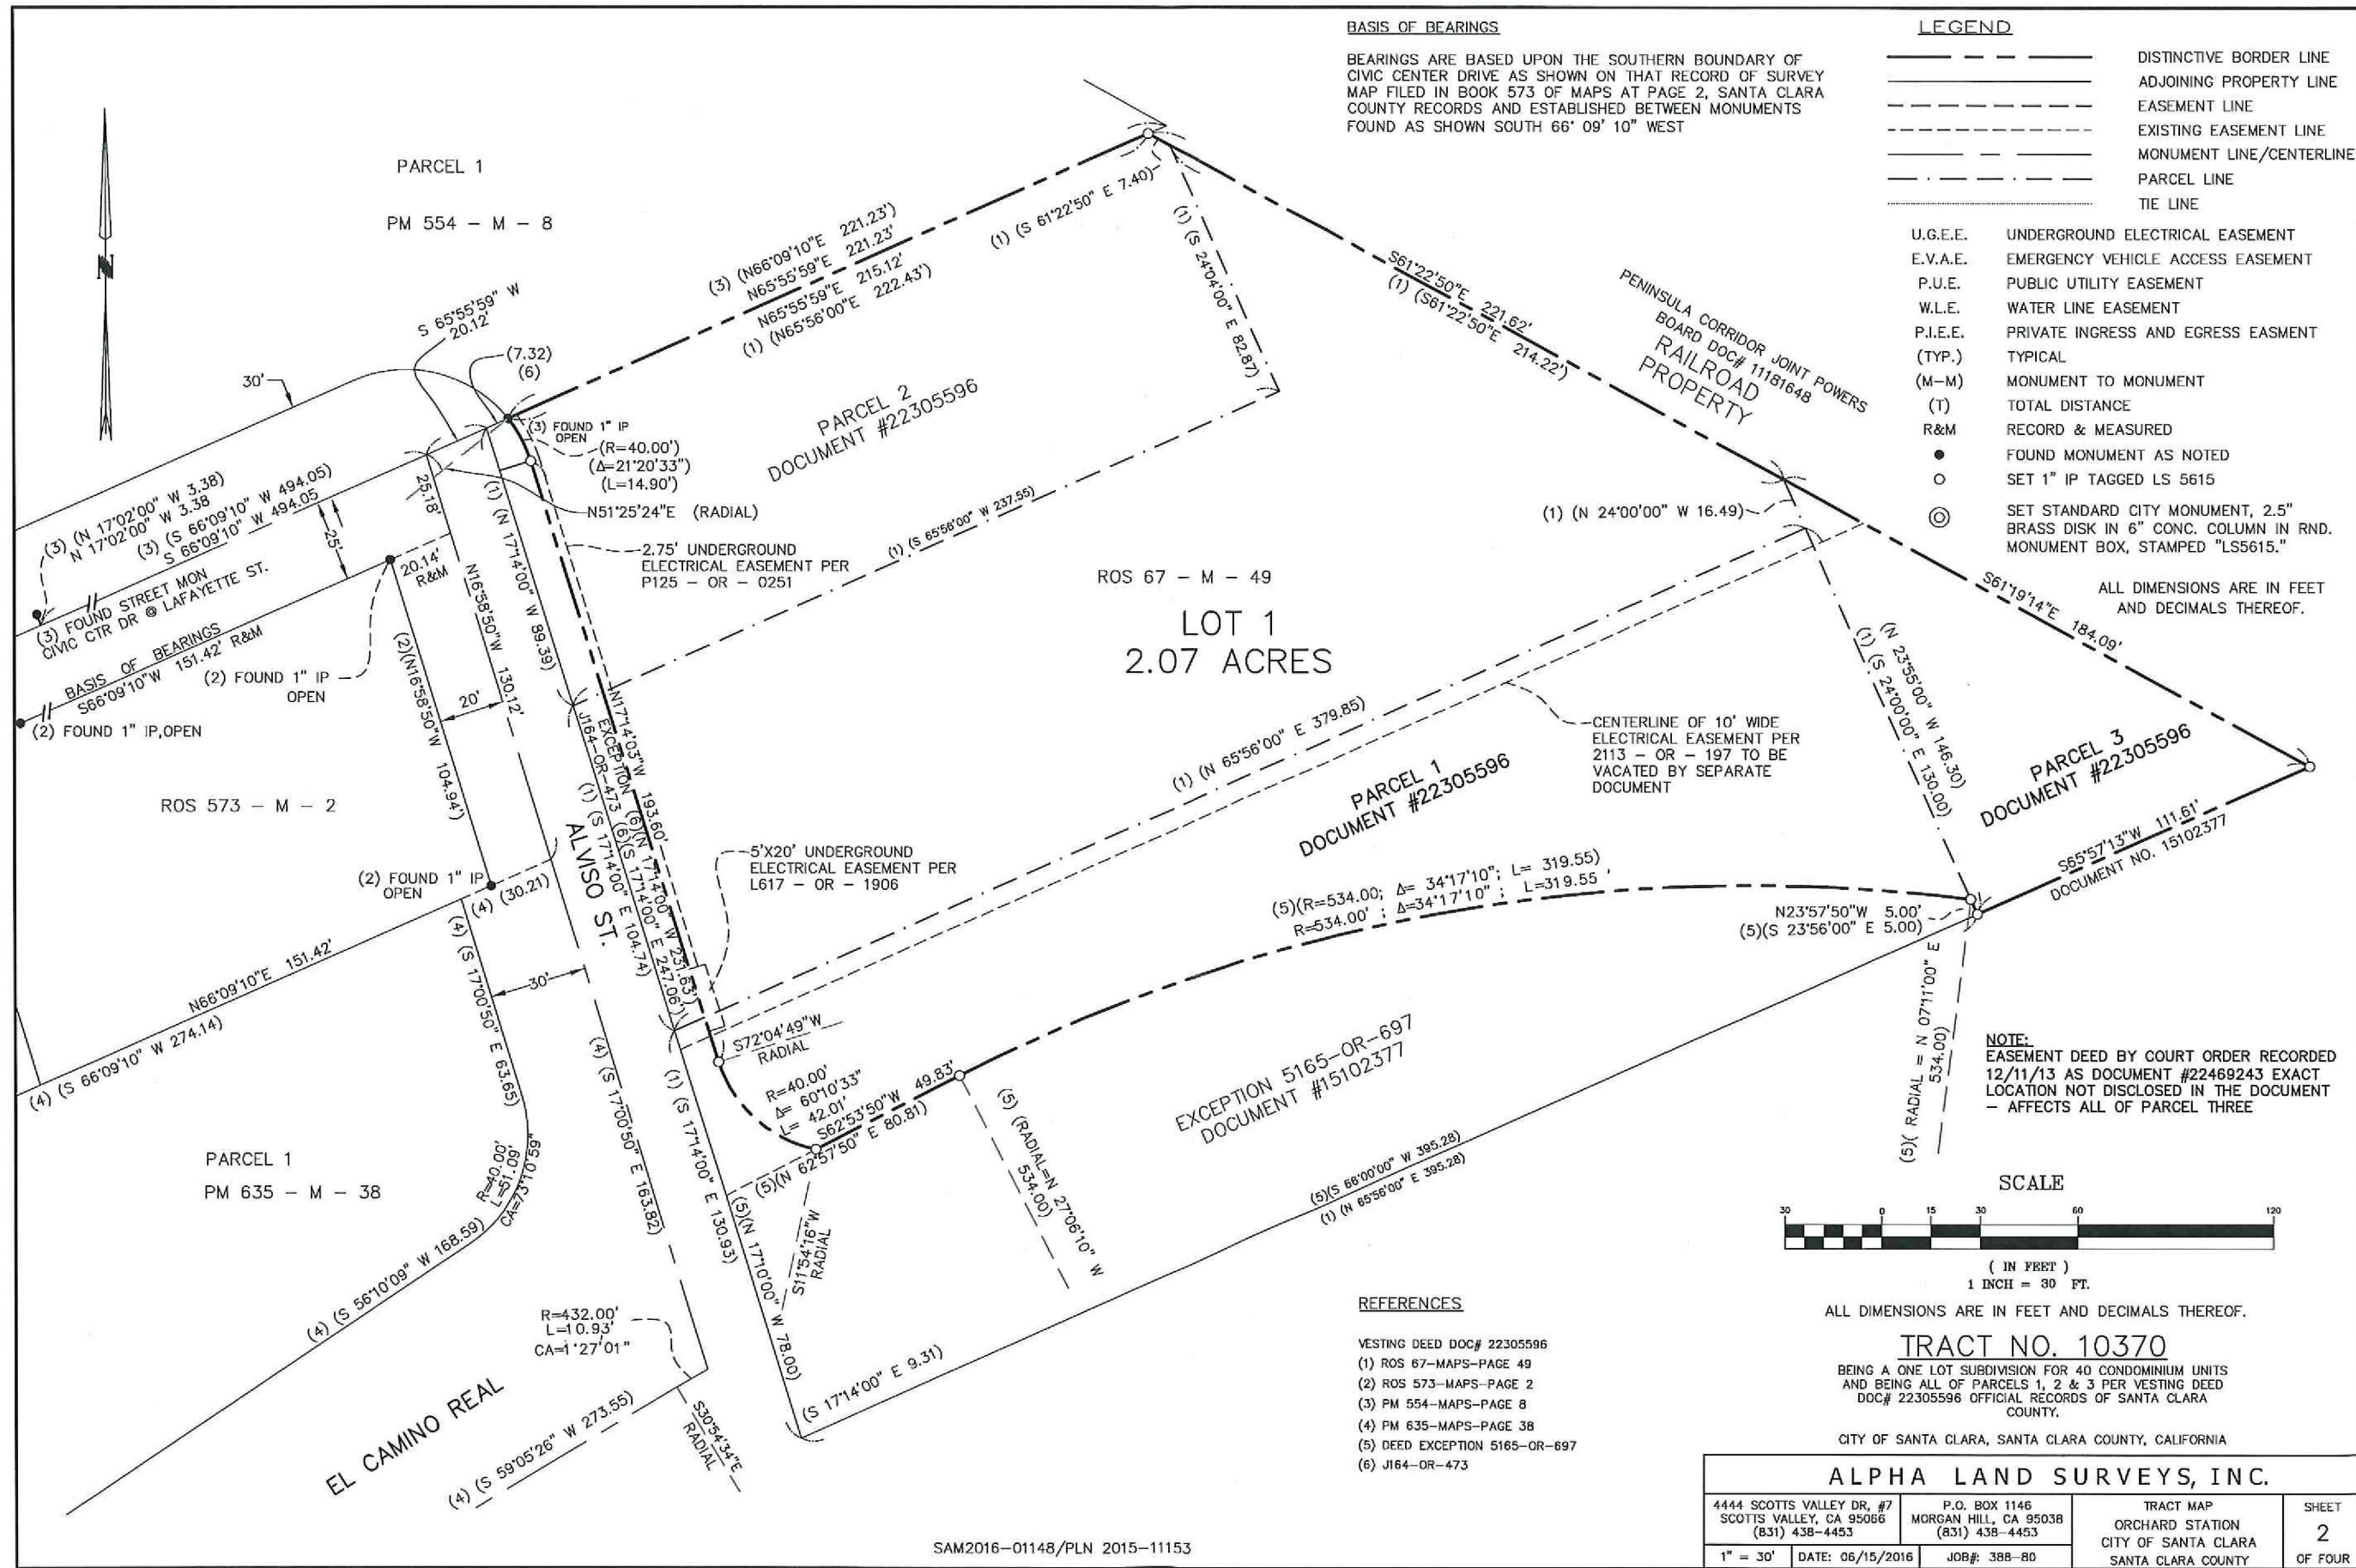 BASIS OF BEARINGS
BEARINGS ARE BASED UPON THE SOUTHERN BOUNDARY OF
CIVIC CENTER DRIVE AS SHOWN ON THAT RECORD OF SURVEY
MAP FILED IN BOOK 573 OF MAPS AT PAGE 2, SANTA CLARA
COUNTY RECORDS AND ESTABLISHED BETWEEN MONUMENTS
FOUND AS SHOWN SOUTH 66° 09' 10" WEST
LEGEND
DISTINCTIVE BORDER LINE
ADJOINING PROPERTY LINE
EASEMENT LINE
EXISTING EASEMENT LINE
MONUMENT LINE/CENTERLINE
PARCEL LINE
TIE LINE
U.G.E.E. UNDERGROUND ELECTRICAL EASEMENT
E.V.A.E. EMERGENCY VEHICLE ACCESS EASEMENT
P.U.E. PUBLIC UTILITY EASEMENT
W.L.E. WATER LINE EASEMENT
P.I.E.E. PRIVATE INGRESS AND EGRESS EASMENT
(TYP.) TYPICAL
(M-M) MONUMENT TO MONUMENT
(T) TOTAL DISTANCE
R&M RECORD & MEASURED
FOUND MONUMENT AS NOTED
SET 1" IP TAGGED LS 5615
SET STANDARD CITY MONUMENT, 2.5"
BRASS DISK IN 6" CONC. COLUMN IN RND.
MONUMENT BOX, STAMPED "LS5615."
ALL DIMENSIONS ARE IN FEET
AND DECIMALS THEREOF.
N
PARCEL 1
PM 554 - M - 8
(3) (N66°09'10"E 221.23')
N65°55'59"E 221.23'
N65°55'59"E 215.12'
(1) (N65°56'00"E 222.43')
(1) (S 61°22'50" E 7.40)
(1) (S 24°04'00" E 82.87)
S61°22'50"E 221.62'
(1) (S61°22'50"E 214.22')
PENINSULA CORRIDOR JOINT POWERS
BOARD DOC# 11181648
RAILROAD
PROPERTY
S 65°55'59" W
20.12'
(7.32)
(6)
30'
(3) FOUND 1" IP
OPEN
(R=40.00')
(Δ=21°20'33")
(L=14.90')
N51°25'24"E (RADIAL)
PARCEL 2
DOCUMENT #22305596
(3) (N 17°02'00" W 3.38)
N 17°02'00" W 3.38
(3) (S 66°09'10" W 494.05)
S 66°09'10" W 494.05
25'
(3) FOUND STREET MON
CIVIC CTR DR @ LAFAYETTE ST.
BASIS OF BEARINGS
S66°09'10"W 151.42' R&M
(2) FOUND 1" IP,OPEN
(2) FOUND 1" IP
OPEN
25.18'
20.14'
R&M
N16°58'50"W 130.12'
(1) (N 17°14'00" W 89.39)
2.75' UNDERGROUND
ELECTRICAL EASEMENT PER
P125 - OR - 0251
(1) (S 65°56'00" W 237.55)
ROS 67 - M - 49
LOT 1
2.07 ACRES
(1) (N 24°00'00" W 16.49)
S61°19'14"E 184.09'
(N 23°55'00" W 146.30)
(1) (S 24°00'00" E 130.00)
(2)(N16°58'50"W 104.94')
20'
ROS 573 - M - 2
N17°14'03"W 193.60'
EXCEPTION (6)(N 17°14'00" W 231.63')
J164-OR-473 (6)(S 17°14'00" E 247.06')
(1) (S 17°14'00" E 104.74)
(1) (N 65°56'00" E 379.85)
CENTERLINE OF 10' WIDE
ELECTRICAL EASEMENT PER
2113 - OR - 197 TO BE
VACATED BY SEPARATE
DOCUMENT
PARCEL 1
DOCUMENT #22305596
PARCEL 3
DOCUMENT #22305596
S65°57'13"W 111.61'
DOCUMENT NO. 15102377
(2) FOUND 1" IP
OPEN
(4) (30.21)
ALVISO ST.
5'X20' UNDERGROUND
ELECTRICAL EASEMENT PER
L617 - OR - 1906
(5)(R=534.00; Δ= 34°17'10"; L= 319.55)
R=534.00' ; Δ=34°17'10" ; L=319.55 '
N23°57'50"W 5.00'
(5)(S 23°56'00" E 5.00)
N66°09'10"E 151.42'
(4) (S 66°09'10" W 274.14)
(4) (S 17°00'50" E 63.65)
30'
(4) (S 17°00'50" E 163.82)
S72°04'49"W
RADIAL
R=40.00'
Δ= 60°10'33"
L= 42.01'
S62°53'50"W 49.83'
(5)(N 62°57'50" E 80.81)
(1) (S 17°14'00" E 130.93)
(5)(N 17°10'00" W 78.00)
S11°54'16"W
RADIAL
(5) (RADIAL=N 27°06'10" W
534.00)
EXCEPTION 5165-OR-697
DOCUMENT #15102377
(5)( RADIAL = N 07°11'00" E
534.00)
(5)(S 66°00'00" W 395.28)
(1) (N 65°56'00" E 395.28)
NOTE:
EASEMENT DEED BY COURT ORDER RECORDED
12/11/13 AS DOCUMENT #22469243 EXACT
LOCATION NOT DISCLOSED IN THE DOCUMENT
- AFFECTS ALL OF PARCEL THREE
PARCEL 1
PM 635 - M - 38
R=40.00'
L=51.09'
CA=73°10'59"
(4) (S 56°10'09" W 168.59)
R=432.00'
L=10.93'
CA=1°27'01"
EL CAMINO REAL
(4) (S 59°05'26" W 273.55)
S30°54'34"E
RADIAL
(S 17°14'00" E 9.31)
SCALE
30 0 15 30 60 120
( IN FEET )
1 INCH = 30 FT.
ALL DIMENSIONS ARE IN FEET AND DECIMALS THEREOF.
REFERENCES
VESTING DEED DOC# 22305596
(1) ROS 67-MAPS-PAGE 49
(2) ROS 573-MAPS-PAGE 2
(3) PM 554-MAPS-PAGE 8
(4) PM 635-MAPS-PAGE 38
(5) DEED EXCEPTION 5165-OR-697
(6) J164-OR-473
TRACT NO. 10370
BEING A ONE LOT SUBDIVISION FOR 40 CONDOMINIUM UNITS
AND BEING ALL OF PARCELS 1, 2 & 3 PER VESTING DEED
DOC# 22305596 OFFICIAL RECORDS OF SANTA CLARA
COUNTY.
CITY OF SANTA CLARA, SANTA CLARA COUNTY, CALIFORNIA
ALPHA LAND SURVEYS, INC.
4444 SCOTTS VALLEY DR, #7
SCOTTS VALLEY, CA 95066
(831) 438-4453
P.O. BOX 1146
MORGAN HILL, CA 95038
(831) 438-4453
TRACT MAP
ORCHARD STATION
CITY OF SANTA CLARA
SANTA CLARA COUNTY
SHEET
2
OF FOUR
1" = 30'
DATE: 06/15/2016
JOB#: 388-80
SAM2016-01148/PLN 2015-11153